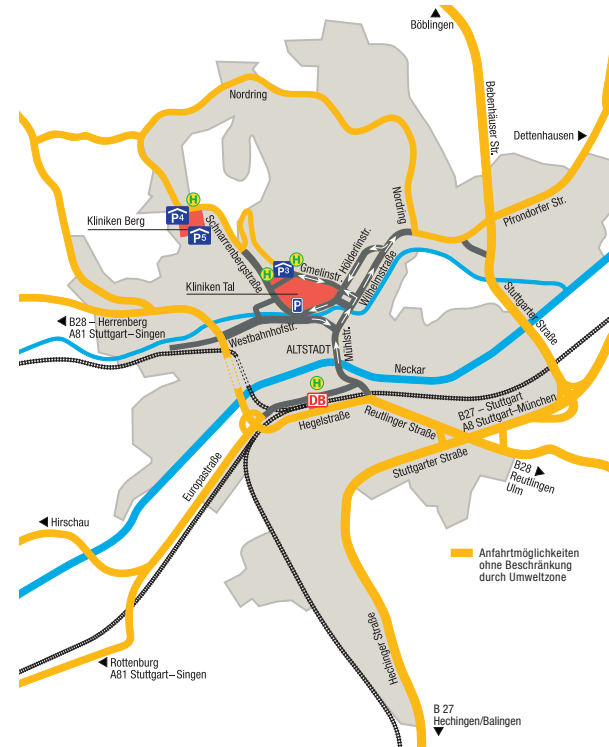 Böblingen
Bebenhäuser Str.
Dettenhausen
Nordring
Pfrondorfer Str.
Nordring
H
P4
Kliniken Berg
P5
Schnarrenbergstraße
Hölderlinstr.
H
H
P3
Gmelinstr.
Wilhelmstraße
Kliniken Tal
P
Stuttgarter Straße
B28 – Herrenberg
A81 Stuttgart–Singen
Westbahnhofstr.
ALTSTADT
Mühlstr.
Neckar
H
DB
Hegelstraße
Reutlinger Straße
B27 – Stuttgart
A8 Stuttgart–München
Stuttgarter Straße
B28
Reutlingen
Ulm
Europastraße
Hirschau
Anfahrtmöglichkeiten
ohne Beschränkung
durch Umweltzone
Hechinger Straße
Rottenburg
A81 Stuttgart–Singen
B 27
Hechingen/Balingen